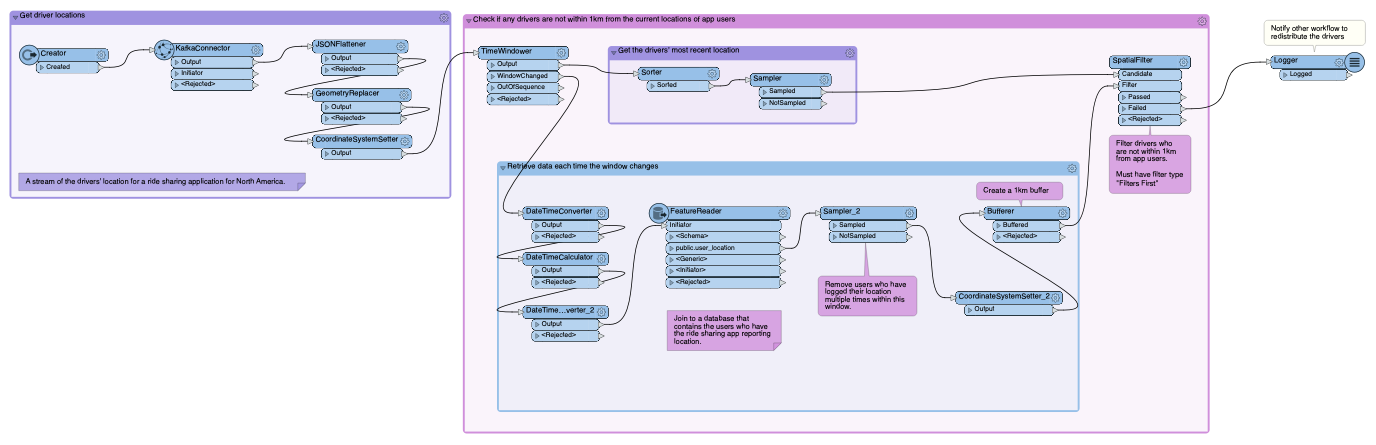 Get driver locations
Creator
Created
KafkaConnector
Output
Initiator
<Rejected>
JSONFlattener
Output
<Rejected>
GeometryReplacer
Output
<Rejected>
CoordinateSystemSetter
Output
A stream of the drivers' location for a ride sharing application for North America.
Check if any drivers are not within 1km from the current locations of app users
TimeWindower
Output
WindowChanged
OutOfSequence
<Rejected>
Get the drivers' most recent location
Sorter
Sorted
Sampler
Sampled
NotSampled
SpatialFilter
Candidate
Filter
Passed
Failed
<Rejected>
Filter drivers who
are not within 1km
from app users.
Must have filter type
"Filters First"
Notify other workflow to
redistribute the drivers
Logger
Logged
Retrieve data each time the window changes
DateTimeConverter
Output
<Rejected>
DateTimeCalculator
Output
<Rejected>
DateTime...verter_2
Output
<Rejected>
FeatureReader
Initiator
<Schema>
public.user_location
<Generic>
<Initiator>
<Rejected>
Join to a database that
contains the users who have
the ride sharing app reporting
location.
Sampler_2
Sampled
NotSampled
Remove users who have
logged their location
multiple times within this
window.
Create a 1km buffer
Bufferer
Buffered
<Rejected>
CoordinateSystemSetter_2
Output